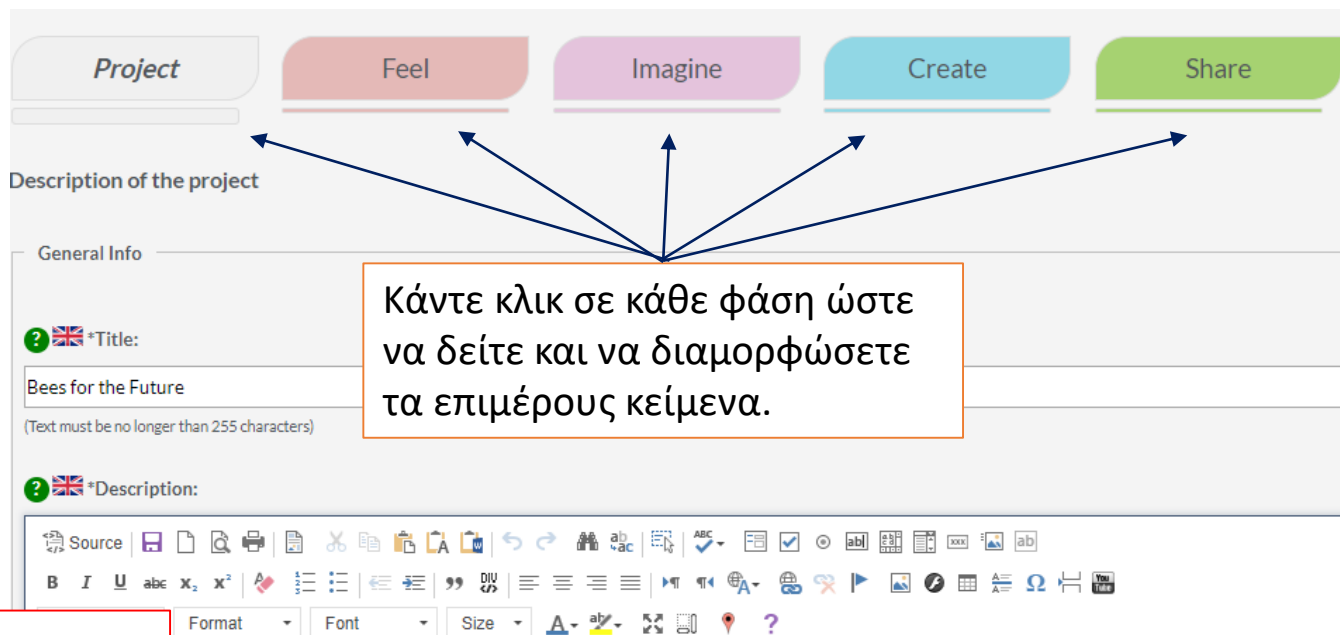 Project Feel Imagine Create Share
Description of the project
General Info
Κάντε κλικ σε κάθε φάση ώστε
να δείτε και να διαμορφώσετε
τα επιμέρους κείμενα.
*Title:
Bees for the Future
(Text must be no longer than 255 characters)
*Description:
Source
Format Font Size